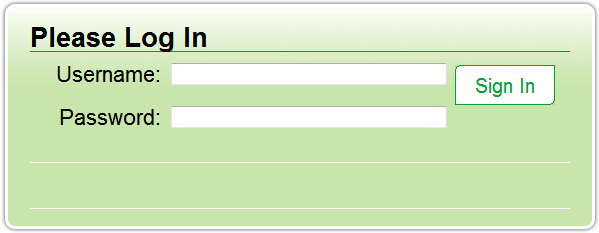 Please Log In
Username:
Sign In
Password: